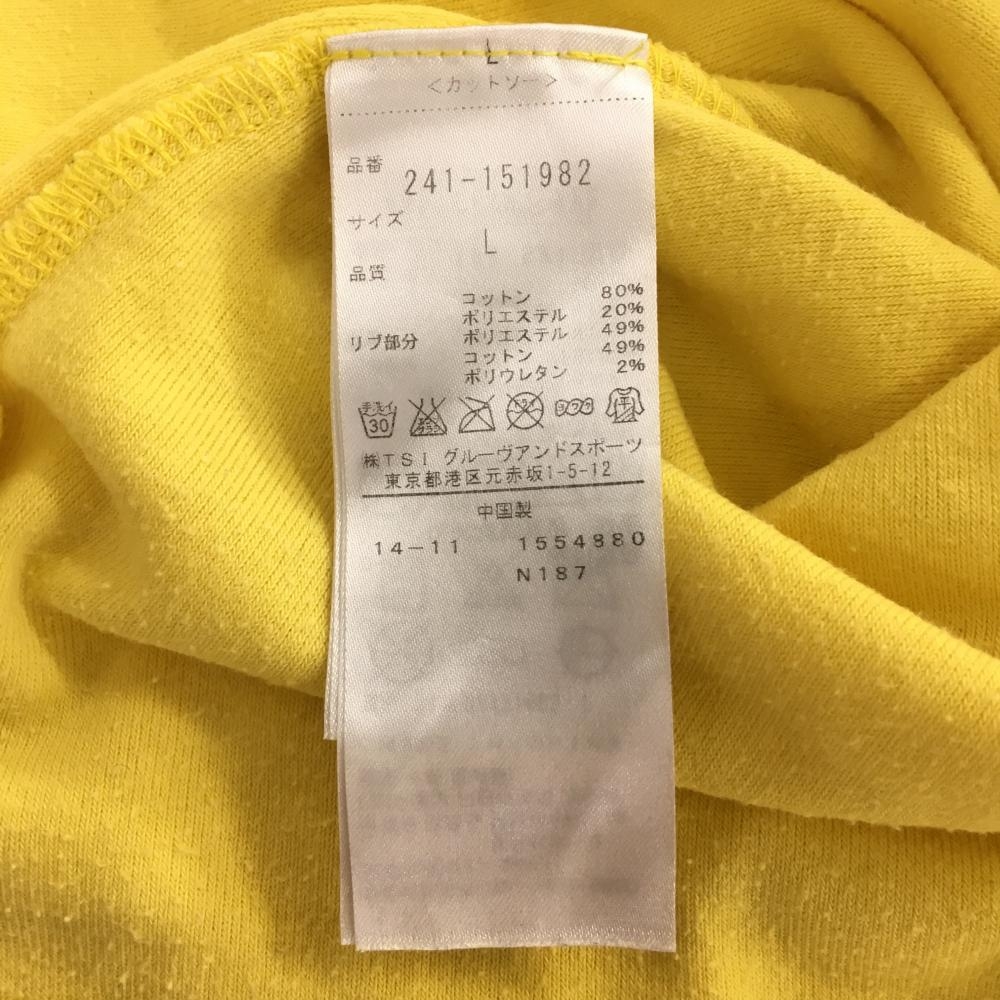 L
<カットソー>
品番
241-151982
サイズ
L
品質
コットン 80%
ポリエステル 20%
リブ部分 ポリエステル 49%
コットン 49%
ポリウレタン 2%
手洗イ 30
平
株TSI グルーヴアンドスポーツ
東京都港区元赤坂1-5-12
中国製
14-11 1554880
N187